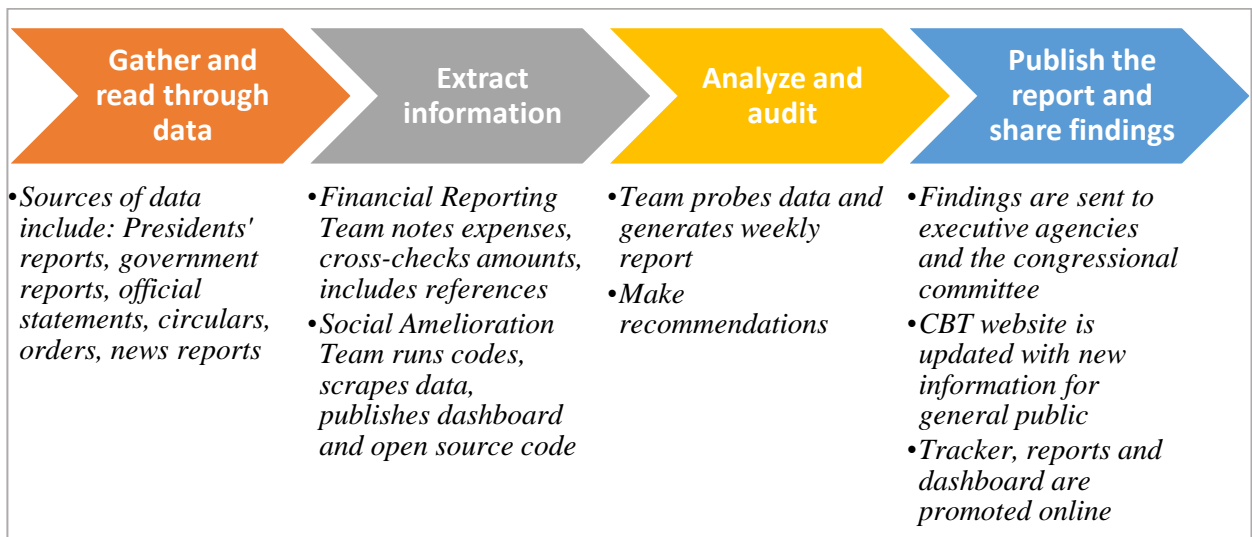 Gather and
read through
data
Extract
information
Analyze and
audit
Publish the
report and
share findings
•Sources of data
include: Presidents'
reports, government
reports, official
statements, circulars,
orders, news reports
•Financial Reporting
Team notes expenses,
cross-checks amounts,
includes references
•Social Amelioration
Team runs codes,
scrapes data,
publishes dashboard
and open source code
•Team probes data and
generates weekly
report
•Make
recommendations
•Findings are sent to
executive agencies
and the congressional
committee
•CBT website is
updated with new
information for
general public
•Tracker, reports and
dashboard are
promoted online